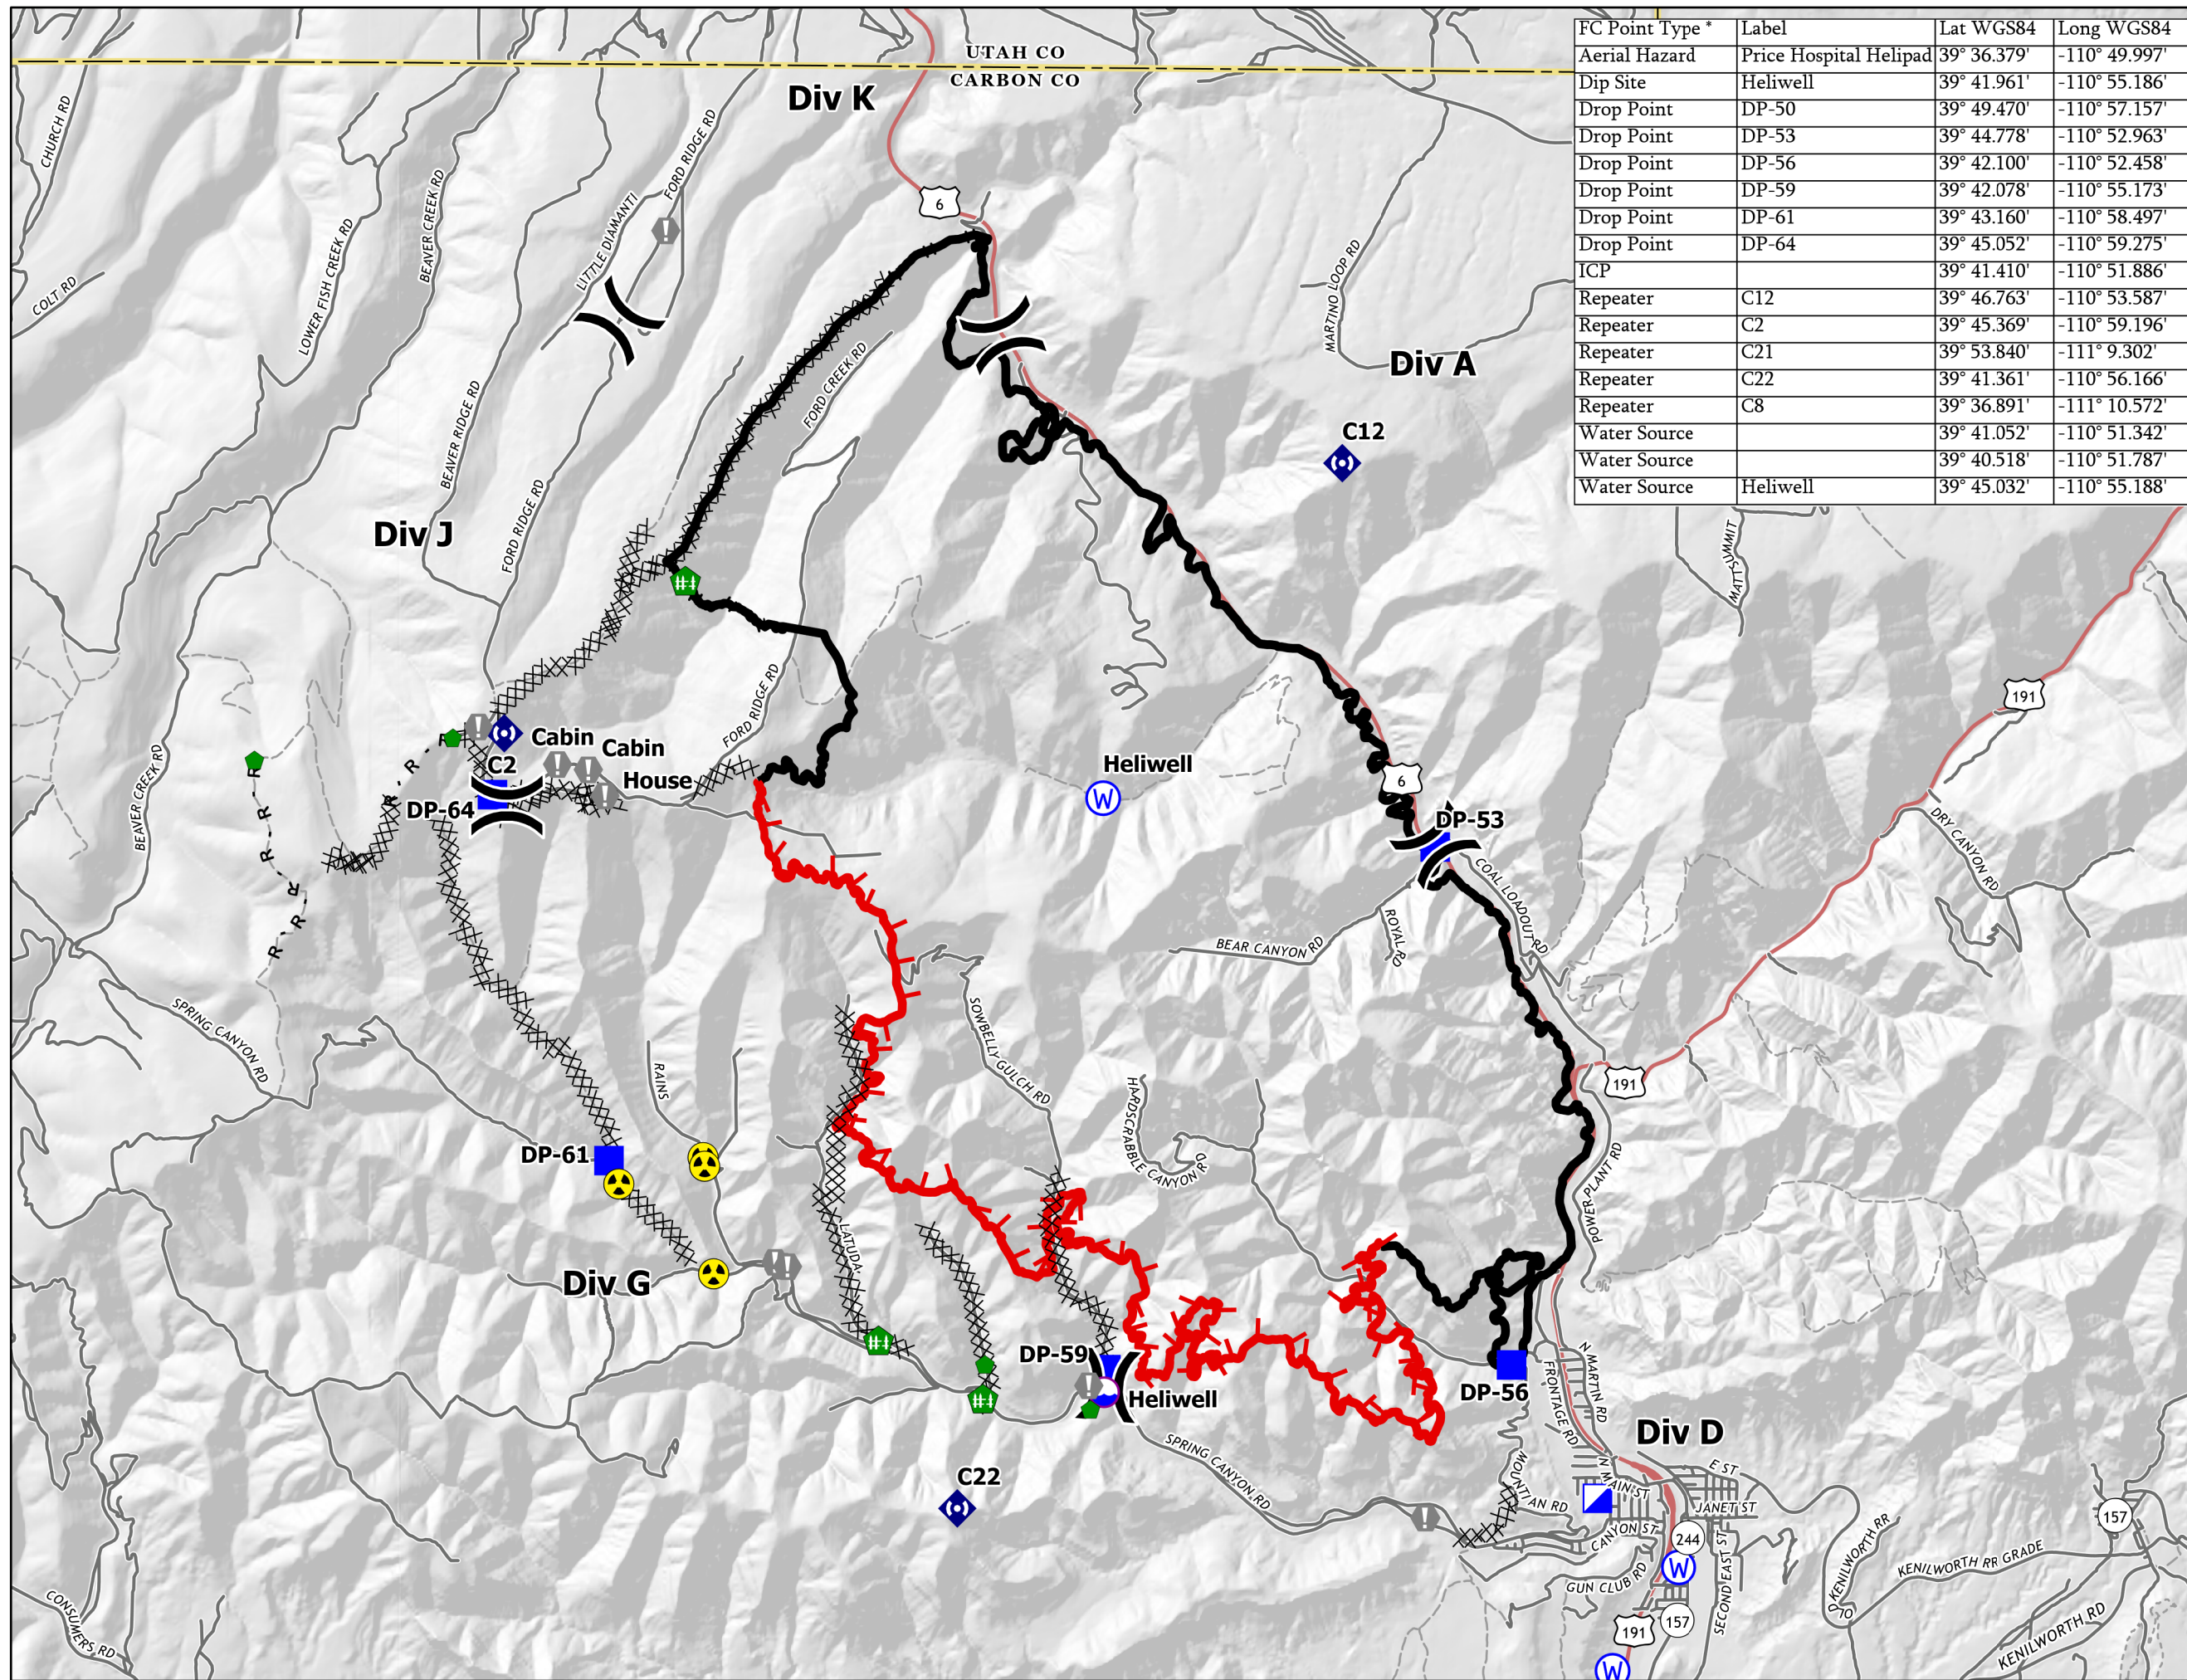 UTAH CO
CARBON CO
FC Point Type * Label Lat WGS84 Long WGS84
Aerial Hazard Price Hospital Helipad 39° 36.379' -110° 49.997'
Dip Site Heliwell 39° 41.961' -110° 55.186'
Drop Point DP-50 39° 49.470' -110° 57.157'
Drop Point DP-53 39° 44.778' -110° 52.963'
Drop Point DP-56 39° 42.100' -110° 52.458'
Drop Point DP-59 39° 42.078' -110° 55.173'
Drop Point DP-61 39° 43.160' -110° 58.497'
Drop Point DP-64 39° 45.052' -110° 59.275'
ICP 39° 41.410' -110° 51.886'
Repeater C12 39° 46.763' -110° 53.587'
Repeater C2 39° 45.369' -110° 59.196'
Repeater C21 39° 53.840' -111° 9.302'
Repeater C22 39° 41.361' -110° 56.166'
Repeater C8 39° 36.891' -111° 10.572'
Water Source 39° 41.052' -110° 51.342'
Water Source 39° 40.518' -110° 51.787'
Water Source Heliwell 39° 45.032' -110° 55.188'
Div K
CHURCH RD
FORD RIDGE RD
LITTLE DIAMANTI
BEAVER CREEK RD
LOWER FISH CREEK RD
COLT RD
6
MARTINO LOOP RD
Div A
FORD CREEK RD
BEAVER RIDGE RD
C12
FORD RIDGE RD
Div J
MATT SUMMIT
FORD RIDGE RD
191
Cabin
Cabin
C2
House
Heliwell
W
6
DP-64
DP-53
BEAVER CREEK RD
R
R
R
R
R
R
R
R
R
COAL LOADOUT RD
DRY CANYON RD
ROYAL RD
BEAR CANYON RD
SPRING CANYON RD
SOWBELLY GULCH RD
RAINS
HARDSCRABBLE CANYON RD
191
DP-61
POWER PLANT RD
LATUDA
Div G
DP-59
Heliwell
DP-56
N MARTIN RD
FRONTAGE RD
Div D
SPRING CANYON RD
C22
MOUNTIAN RD
N MAIN ST
E ST
JANET ST
CANYON ST
244
157
W
GUN CLUB RD
SECOND EAST ST
OLD KENILWORTH RR
KENILWORTH RR GRADE
KENILWORTH RD
CONSUMERS RD
157
191
W